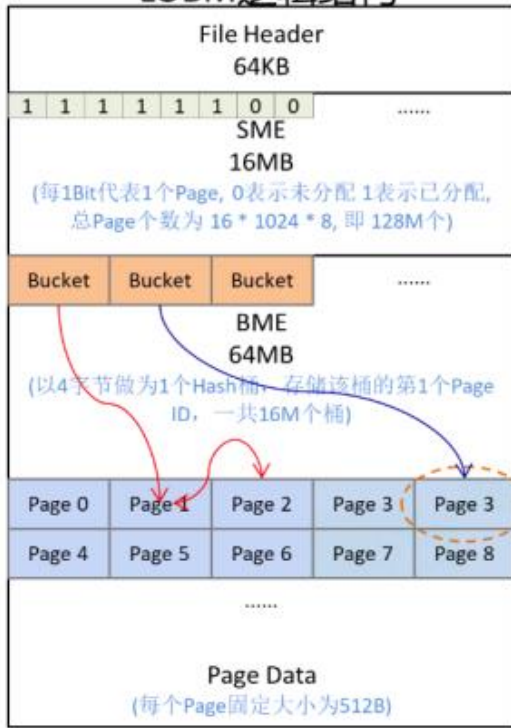 File Header
64KB
1 1 1 1 1 1 0 0 ......
SME
16MB
(每1Bit代表1个Page, 0表示未分配 1表示已分配,
总Page个数为 16 * 1024 * 8, 即 128M个)
Bucket Bucket Bucket ......
BME
64MB
(以4字节做为1个Hash桶, 存储该桶的第1个Page
ID, 一共16M个桶)
Page 0 Page 1 Page 2 Page 3 Page 3
Page 4 Page 5 Page 6 Page 7 Page 8
......
Page Data
(每个Page固定大小为512B)